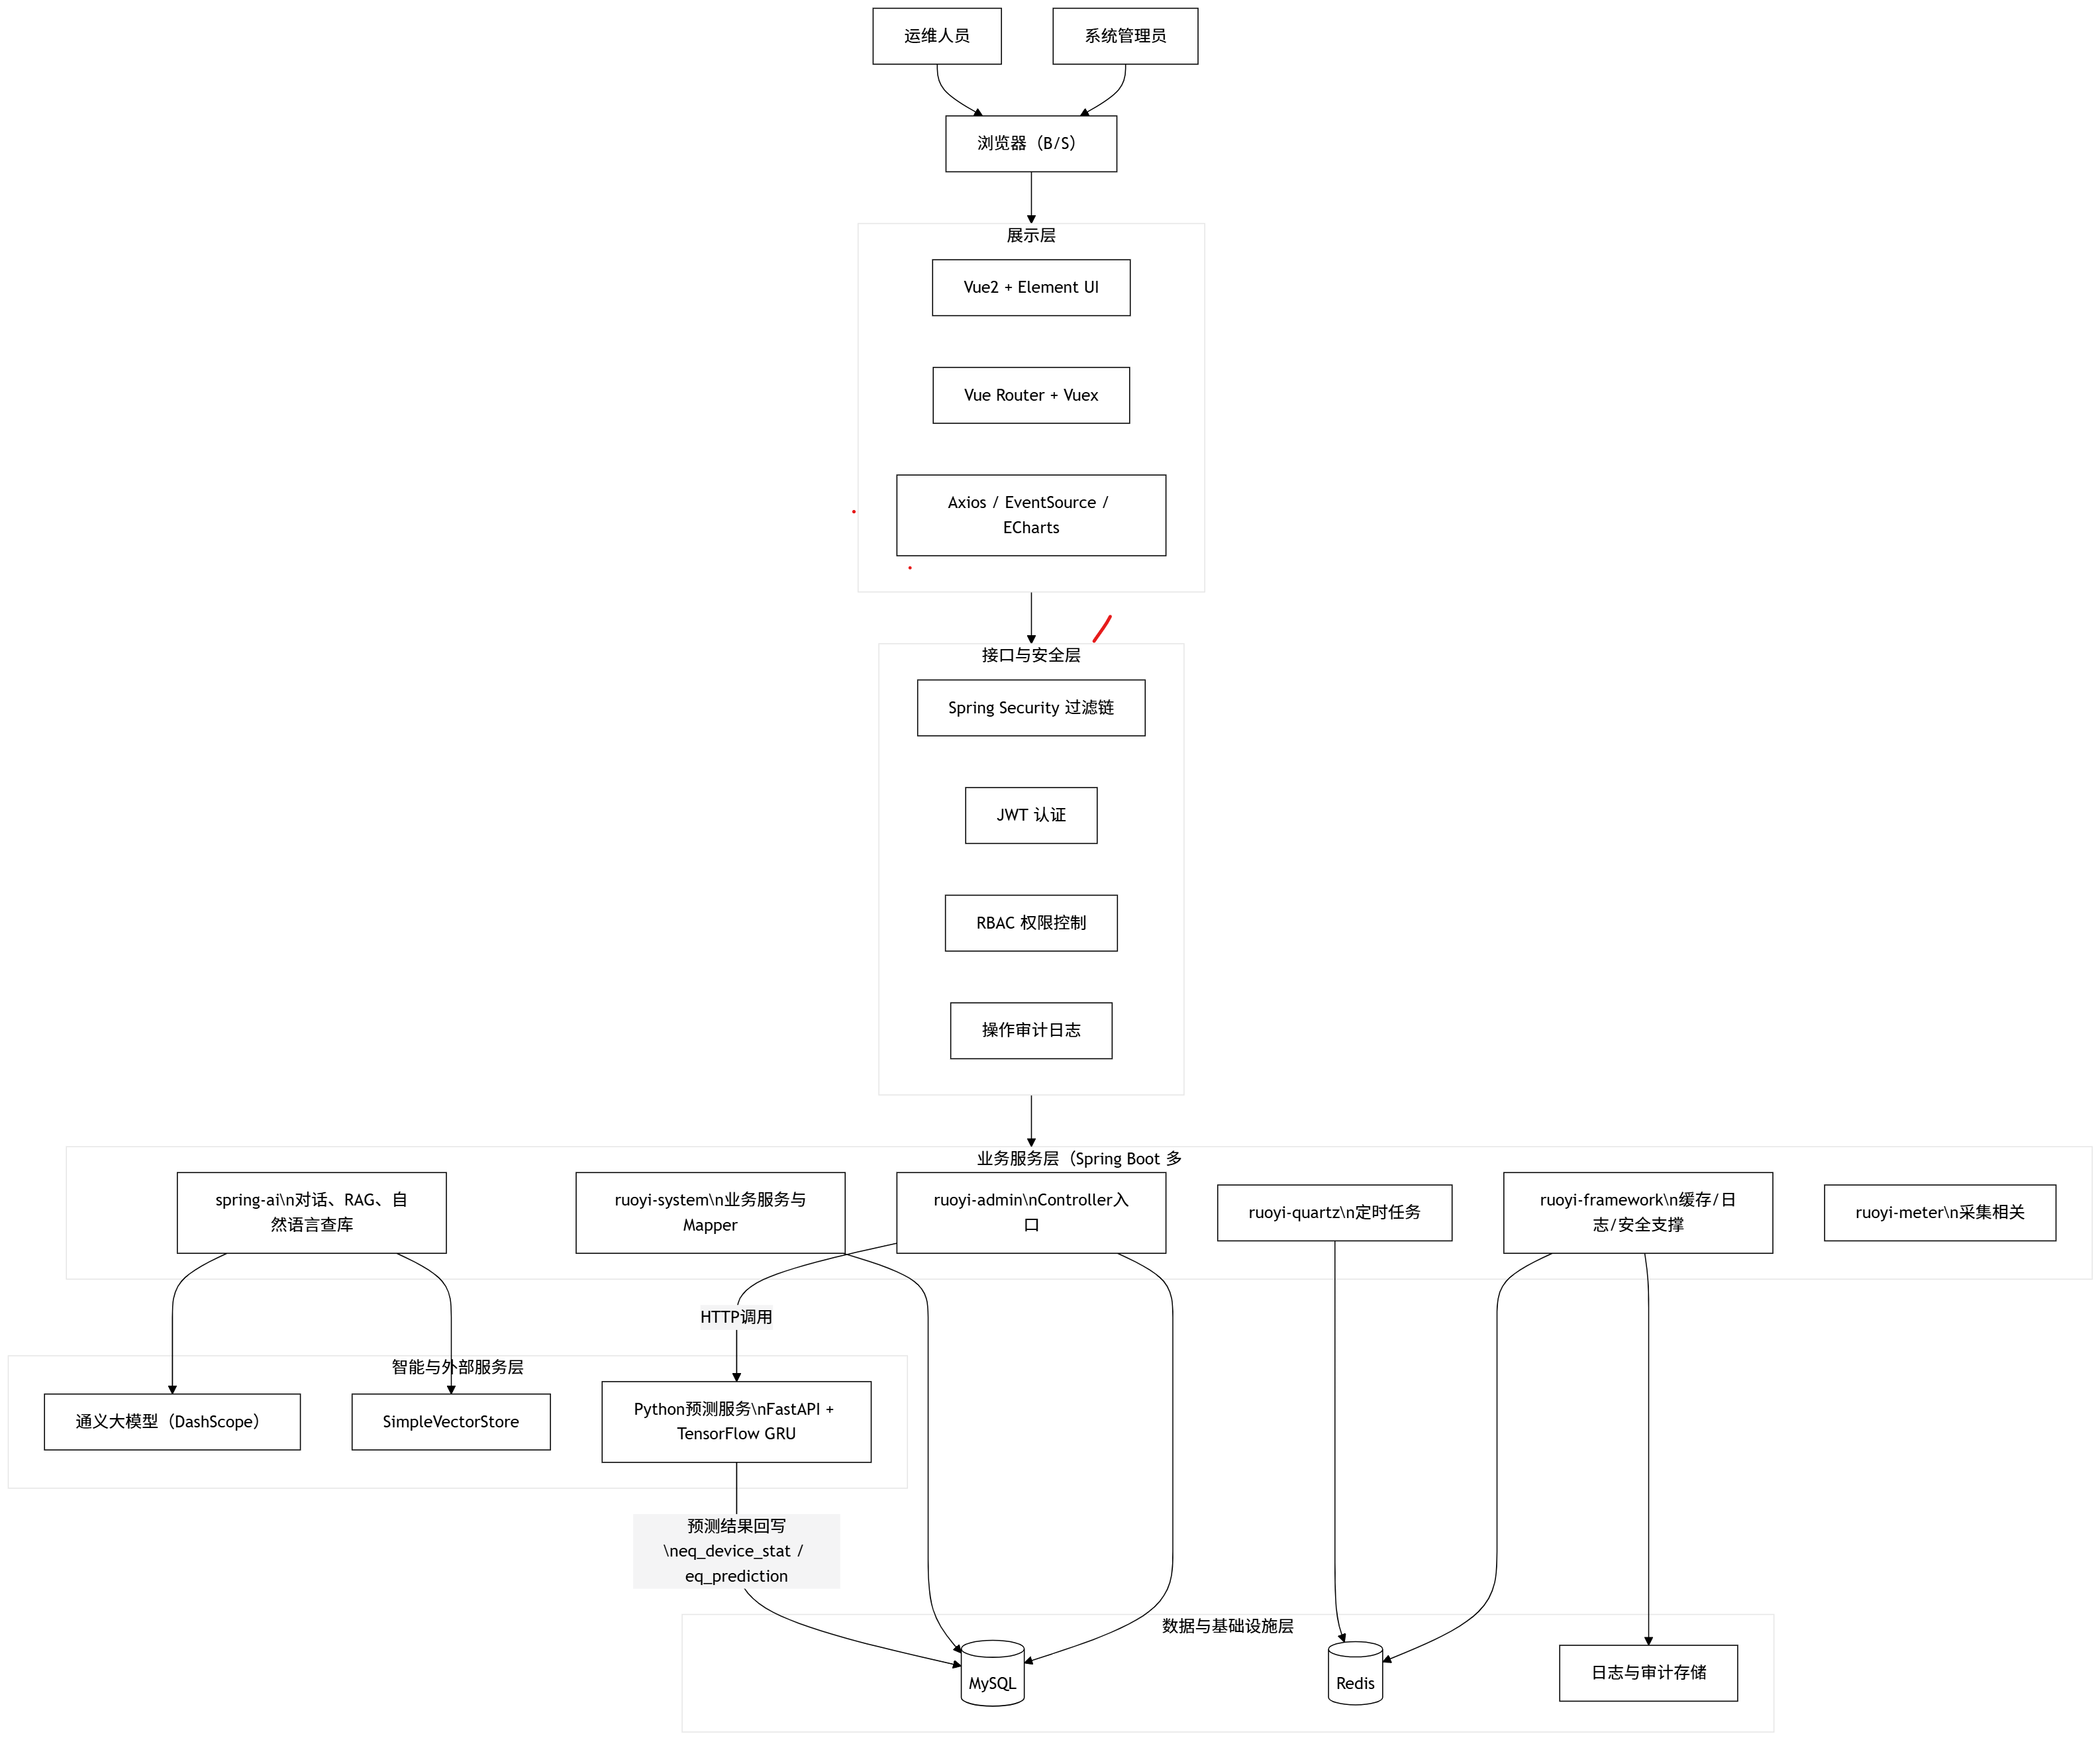 运维人员
系统管理员
浏览器（B/S）
展示层
Vue2 + Element UI
Vue Router + Vuex
Axios / EventSource /
ECharts
接口与安全层
Spring Security 过滤链
JWT 认证
RBAC 权限控制
操作审计日志
业务服务层（Spring Boot 多
spring-ai\n对话、RAG、自
然语言查库
ruoyi-system\n业务服务与
Mapper
ruoyi-admin\nController入
口
ruoyi-quartz\n定时任务
ruoyi-framework\n缓存/日
志/安全支撑
ruoyi-meter\n采集相关
HTTP调用
智能与外部服务层
通义大模型（DashScope）
SimpleVectorStore
Python预测服务\nFastAPI +
TensorFlow GRU
预测结果回写
\neq_device_stat /
eq_prediction
数据与基础设施层
MySQL
Redis
日志与审计存储